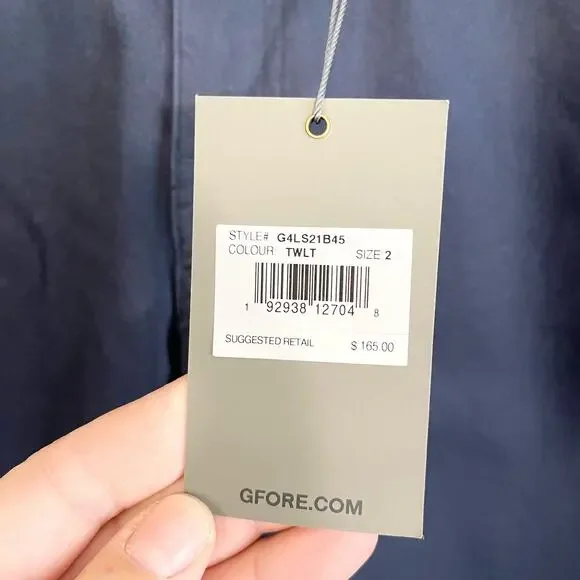 STYLE# G4LS21B45
COLOUR: TWLT SIZE 2
1 92938 12704 8
SUGGESTED RETAIL $ 165.00
GFORE.COM